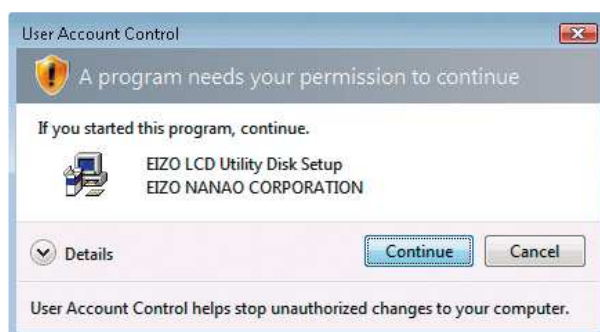 User Account Control
A program needs your permission to continue
If you started this program, continue.
EIZO LCD Utility Disk Setup
EIZO NANAO CORPORATION
Details
Continue
Cancel
User Account Control helps stop unauthorized changes to your computer.